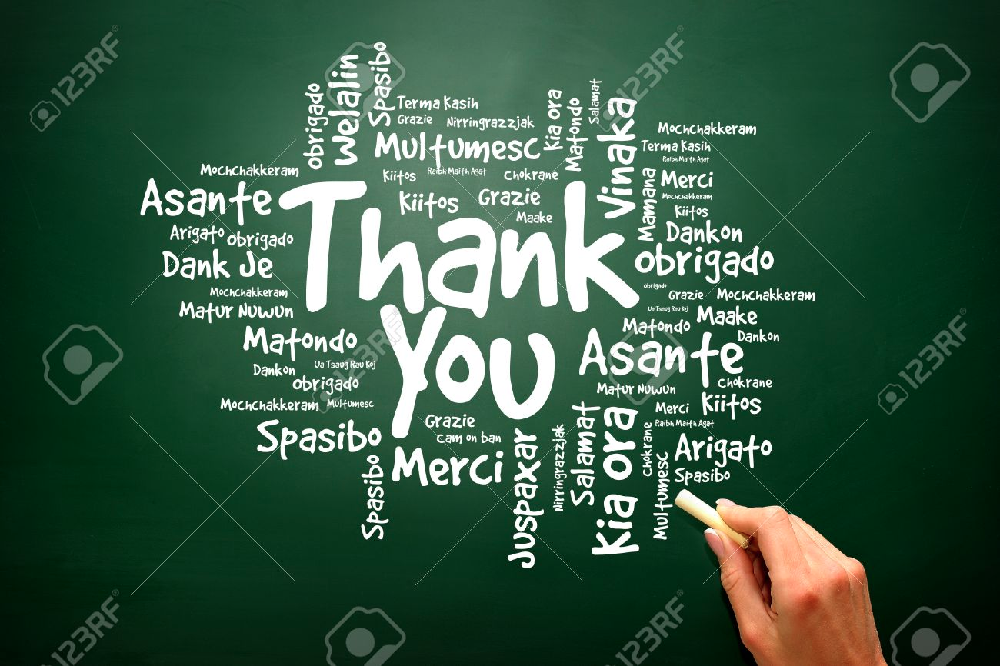 123RF
123RF
123RF
obrigado
welalin
Spasibo
Terma Kasih
Grazie
Nirringrazzjak
Multumesc
Kia ora
Matondo
Salamat
Vinaka
Mochchakkeram
Terma Kasih
Raibh Maith Agat
Mochchakkeram
Kiitos
Raibh Maith Agat
Chokrane
Mamana
Merci
Mochchakkeram
Asante
Thank
Kiitos
Grazie
Maake
Kiitos
Arigato
obrigado
Dankon
Dank Je
obrigado
Mochchakkeram
obrigado
Grazie
Mochchakkeram
Matur Nuwun
Ua Tsaug Rau Koj
Maake
You
Matondo
Matondo
Dankon
Asante
Dankon
Ua Tsaug Rau Koj
obrigado
Chokrane
Matur Nuwun
Mochchakkeram
Multumesc
Kiitos
Merci
Raibh Maith Agat
Spasibo
Grazie
Cam on ban
Arigato
Merci
Spasibo
Spasibo
Juspaxar
Nirringrazzjak
Salamat
Kia ora
Chokrane
Multumesc
123RF
123RF
123RF
123RF
123RF
123RF